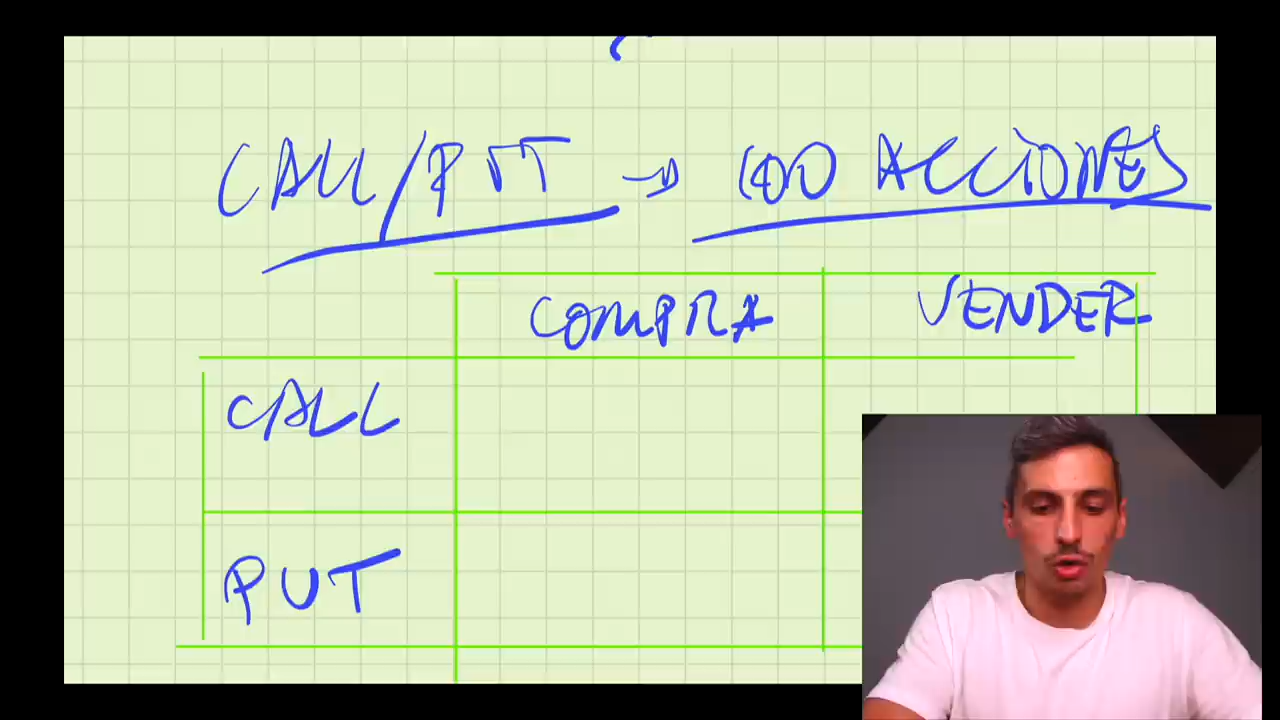 CALL/PUT → 100 ACCIONES
COMPRA VENDER
CALL
PUT